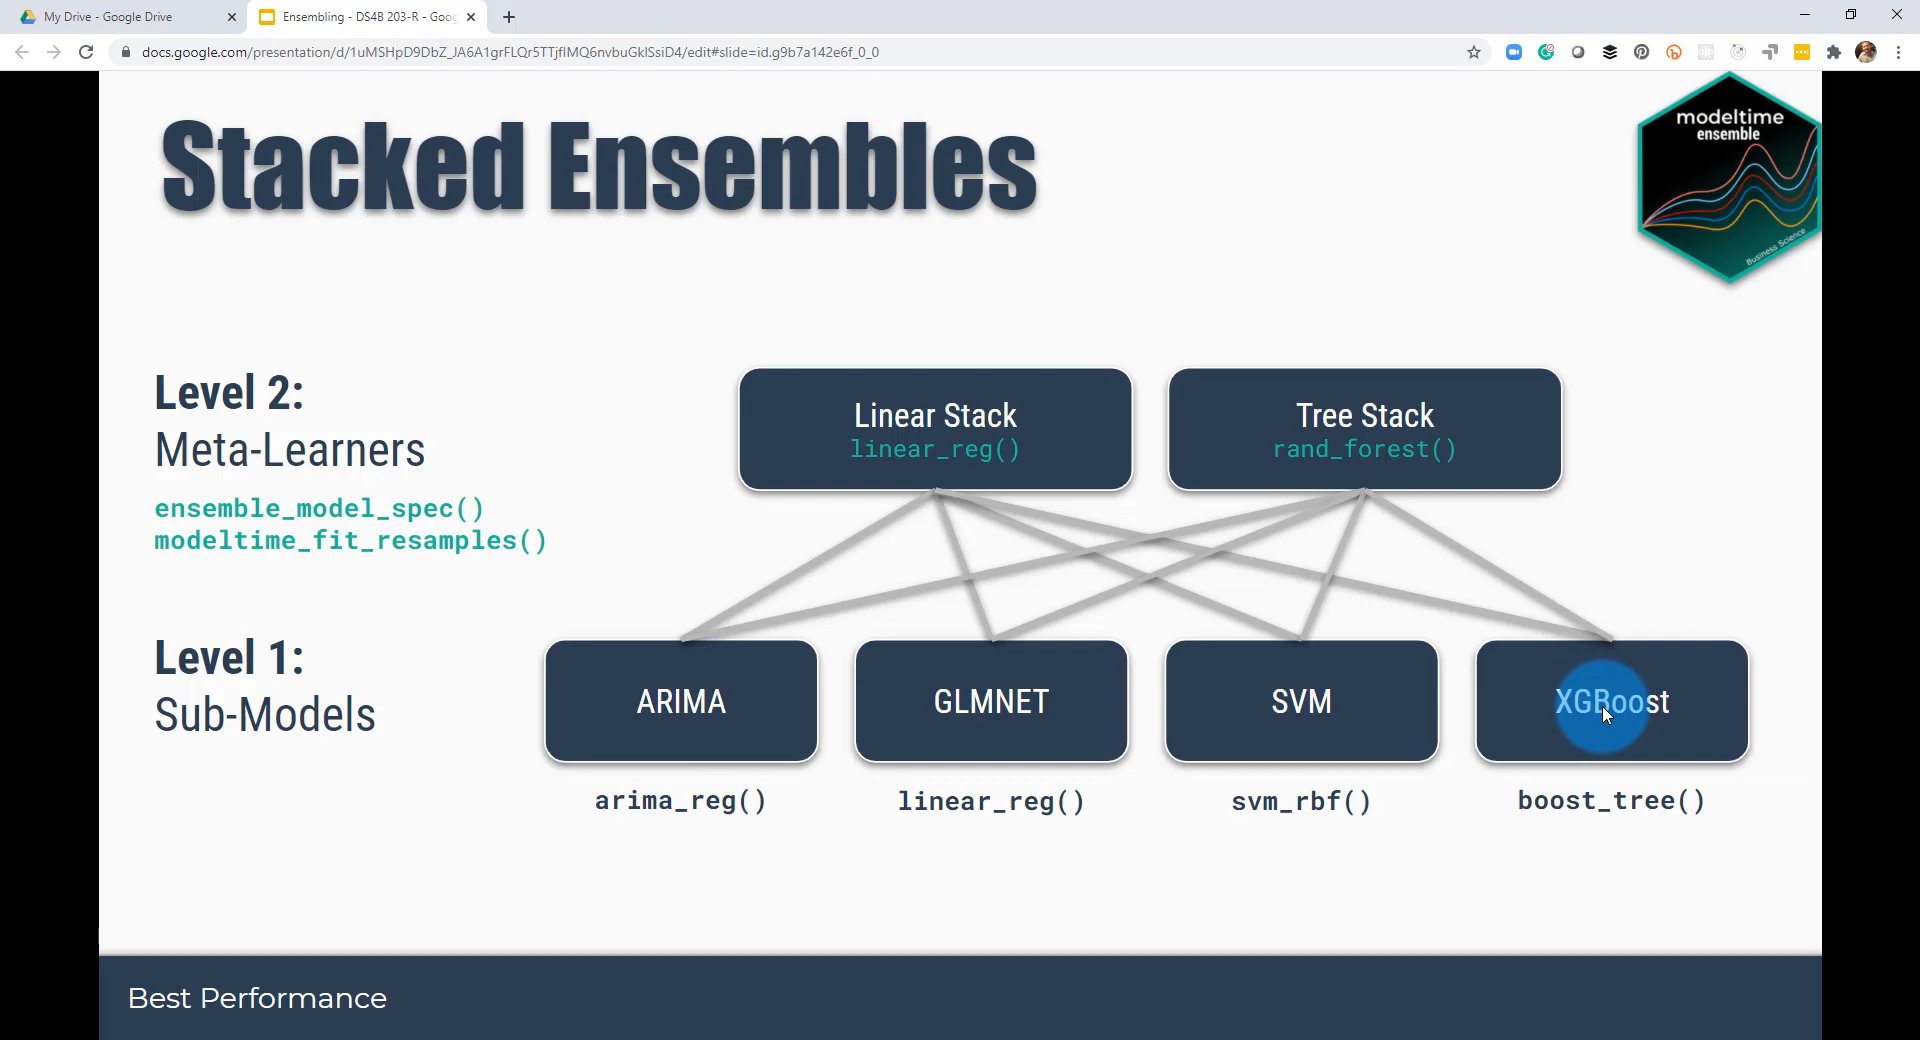 My Drive - Google Drive
Ensembling - DS4B 203-R - Goog
docs.google.com/presentation/d/1uMSHpD9DbZ_JA6A1grFLQr5TTjflMQ6nvbuGklSsiD4/edit#slide=id.g9b7a142e6f_0_0
Stacked Ensembles
modeltime
ensemble
Business Science
Level 2:
Meta-Learners
ensemble_model_spec()
modeltime_fit_resamples()
Linear Stack
linear_reg()
Tree Stack
rand_forest()
Level 1:
Sub-Models
ARIMA
GLMNET
SVM
XGBoost
arima_reg()
linear_reg()
svm_rbf()
boost_tree()
Best Performance